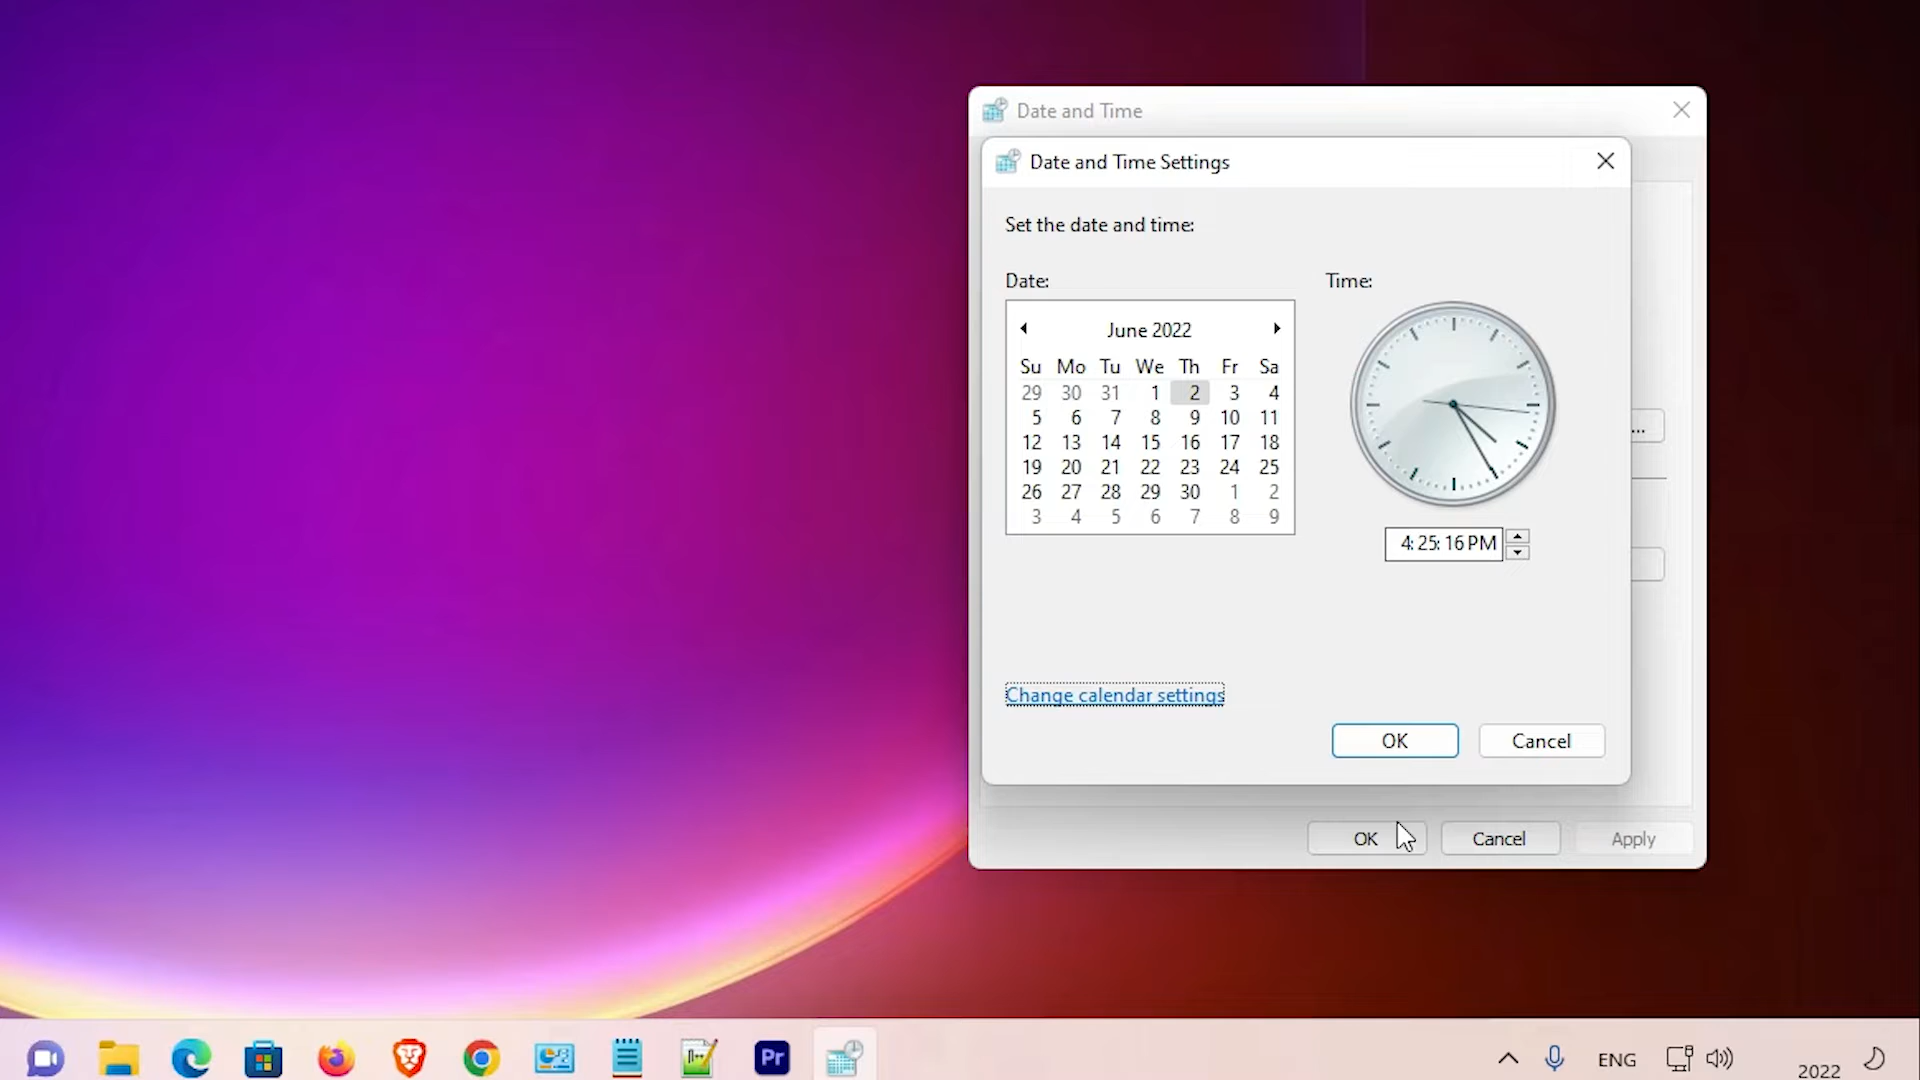 Date and Time
Date and Time Settings
Set the date and time:
Date:
Time:
June 2022
Su Mo Tu We Th Fr Sa
29 30 31 1 2 3 4
5 6 7 8 9 10 11
12 13 14 15 16 17 18
19 20 21 22 23 24 25
26 27 28 29 30 1 2
3 4 5 6 7 8 9
4: 25: 16 PM
...
Change calendar settings
OK Cancel
OK Cancel Apply
Pr
ENG
2022